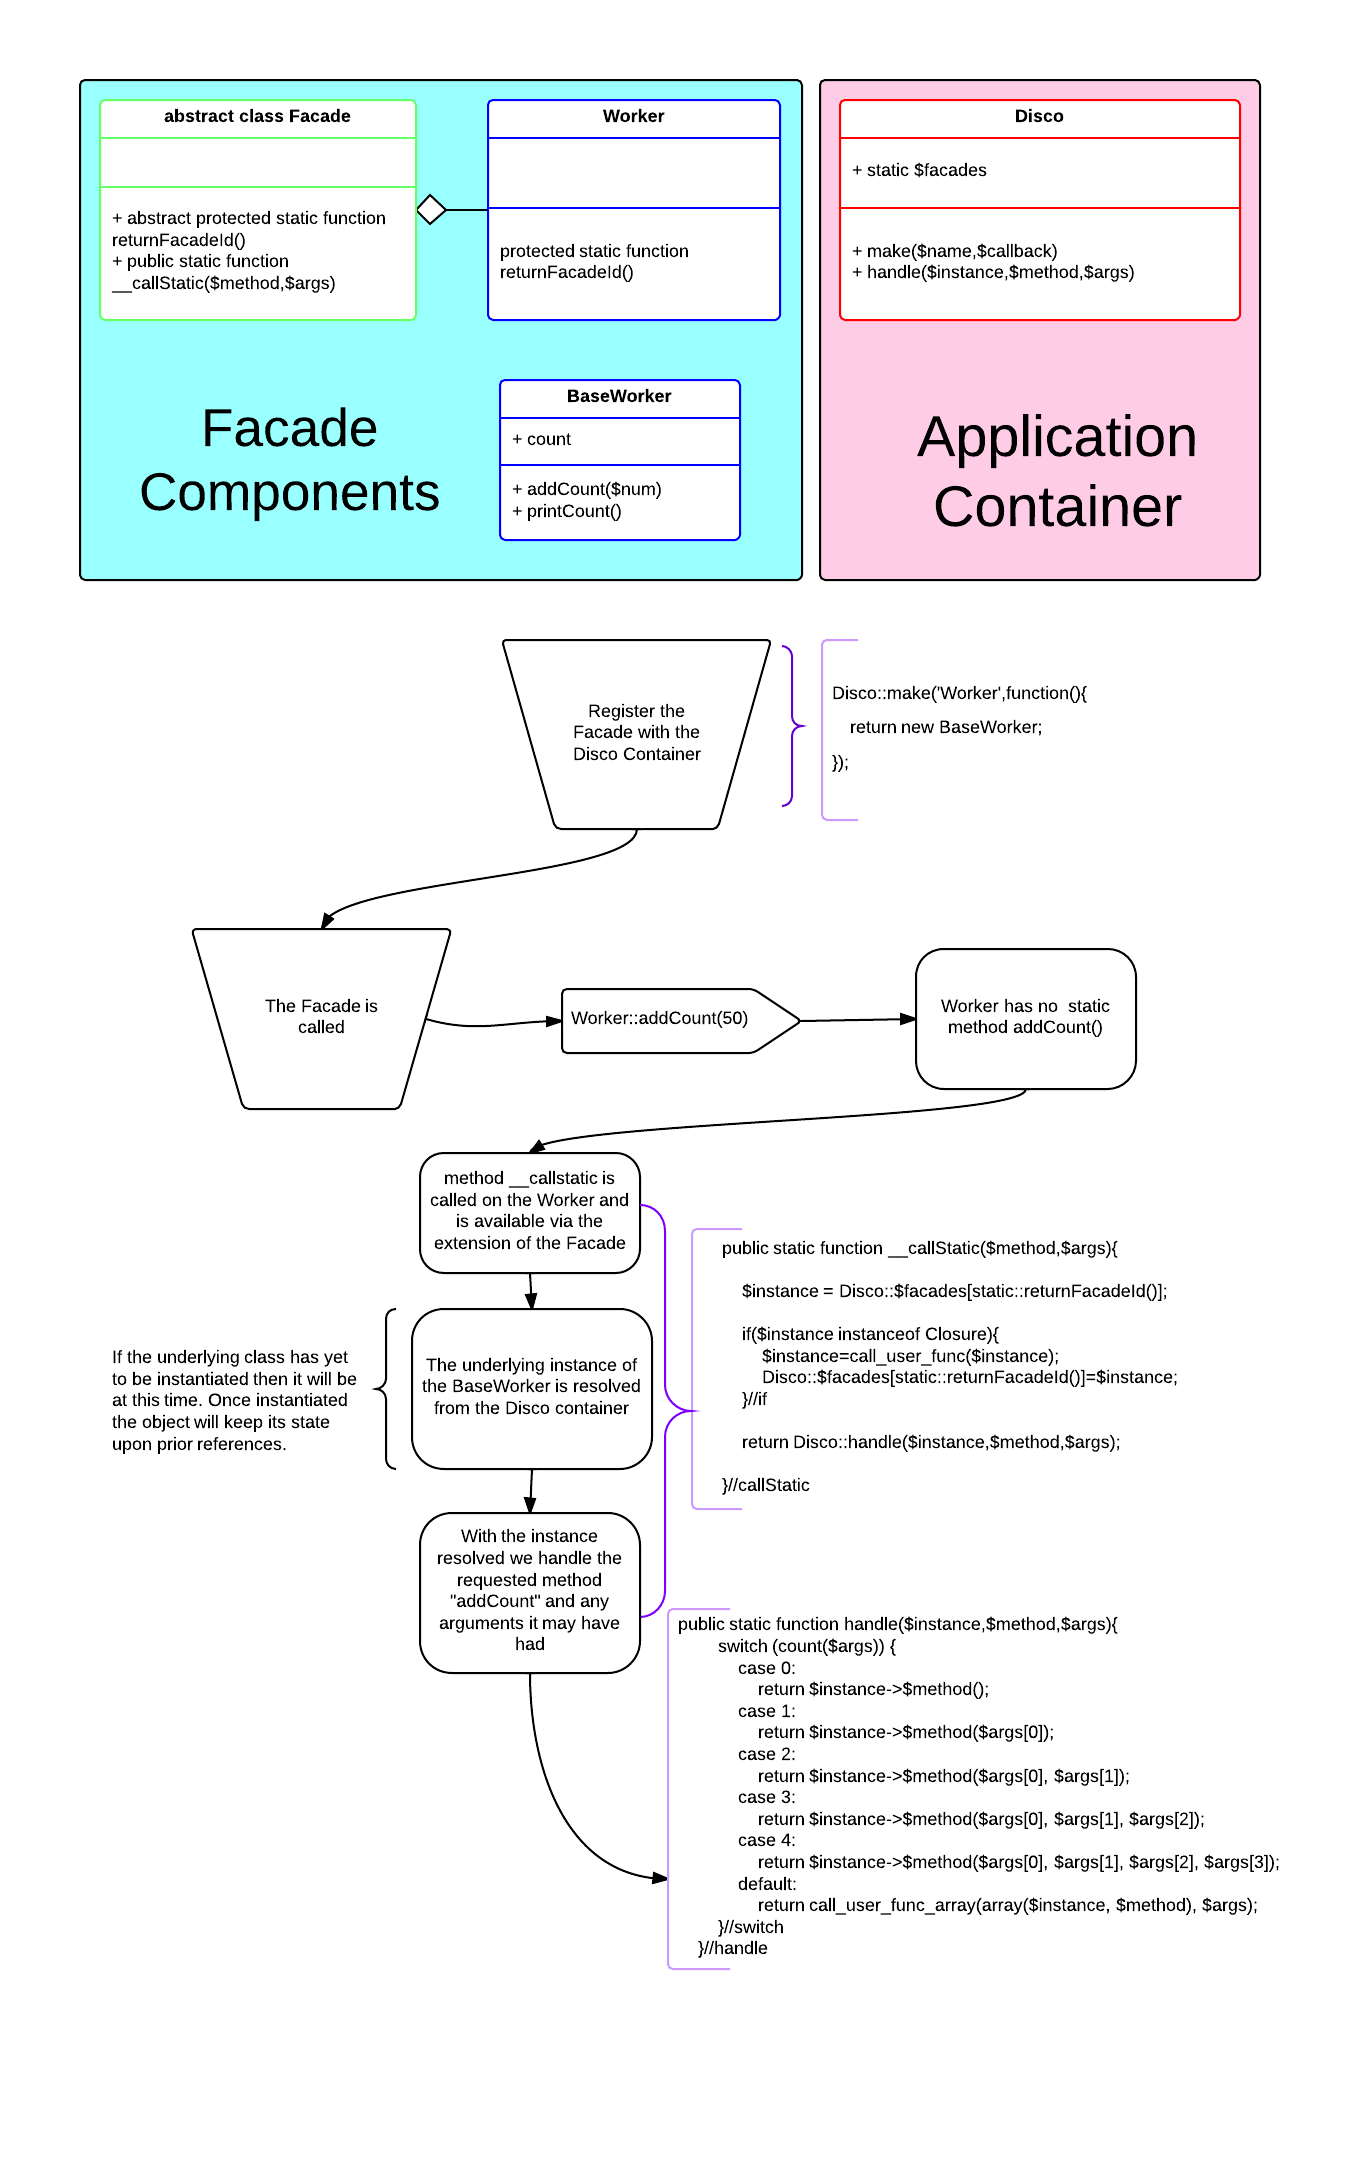 abstract class Facade
+ abstract protected static function
returnFacadeId()
+ public static function
__callStatic($method,$args)
Worker
protected static function
returnFacadeId()
Facade
Components
BaseWorker
+ count
+ addCount($num)
+ printCount()
Disco
+ static $facades
+ make($name,$callback)
+ handle($instance,$method,$args)
Application
Container
Register the
Facade with the
Disco Container
Disco::make('Worker',function(){
return new BaseWorker;
});
The Facade is
called
Worker::addCount(50)
Worker has no  static
method addCount()
method __callstatic is
called on the Worker and
is available via the
extension of the Facade
public static function __callStatic($method,$args){
$instance = Disco::$facades[static::returnFacadeId()];
if($instance instanceof Closure){
$instance=call_user_func($instance);
Disco::$facades[static::returnFacadeId()]=$instance;
}//if
return Disco::handle($instance,$method,$args);
}//callStatic
If the underlying class has yet
to be instantiated then it will be
at this time. Once instantiated
the object will keep its state
upon prior references.
The underlying instance of
the BaseWorker is resolved
from the Disco container
With the instance
resolved we handle the
requested method
"addCount" and any
arguments it may have
had
public static function handle($instance,$method,$args){
switch (count($args)) {
case 0:
return $instance->$method();
case 1:
return $instance->$method($args[0]);
case 2:
return $instance->$method($args[0], $args[1]);
case 3:
return $instance->$method($args[0], $args[1], $args[2]);
case 4:
return $instance->$method($args[0], $args[1], $args[2], $args[3]);
default:
return call_user_func_array(array($instance, $method), $args);
}//switch
}//handle